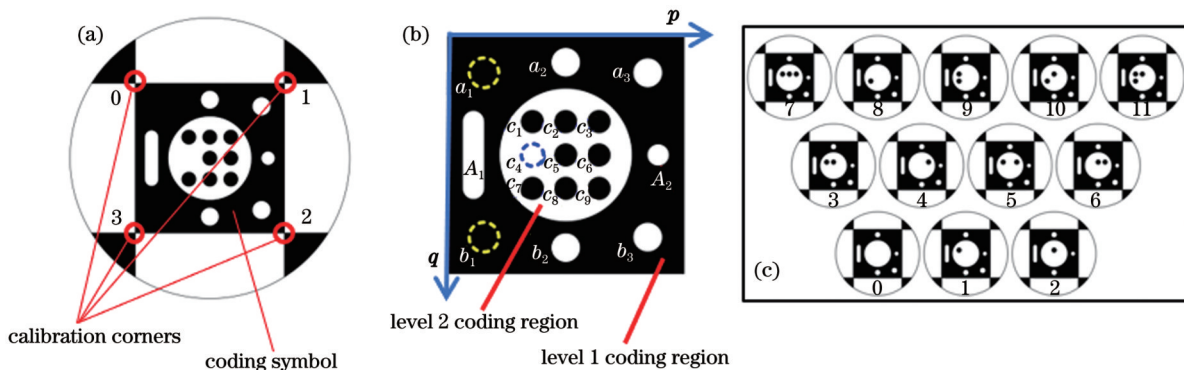 (a)
0
1
3
2
calibration corners
coding symbol
(b)
p
q
a1
a2
a3
c1 c2 c3
c4 c5 c6
c7 c8 c9
A1
A2
b1
b2
b3
level 2 coding region
level 1 coding region
(c)
7 8 9 10 11
3 4 5 6
0 1 2